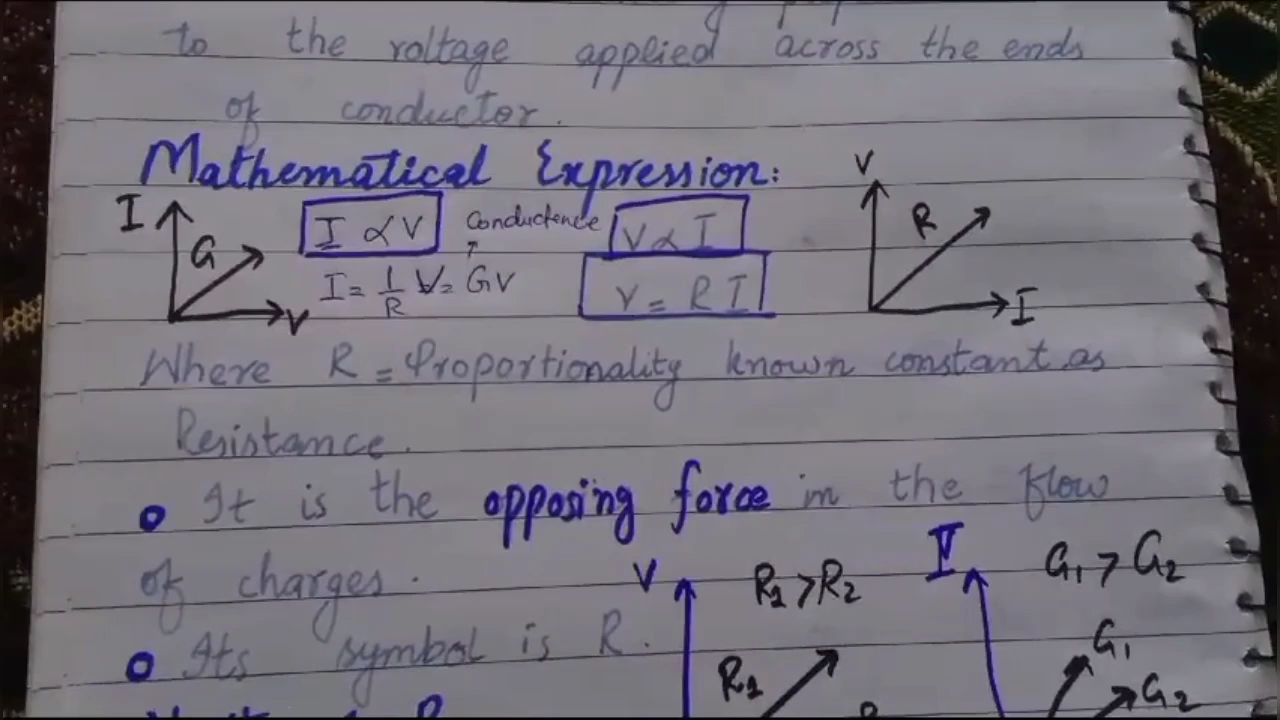 to the voltage applied across the ends
of conductor.
Mathematical Expression:
I
G
V
I ∝ V
Conductence
V ∝ I
I = 1/R V = GV
V = R I
V
R
I
Where R = Proportionality known constant as
Resistance.
It is the opposing force in the flow
of charges.
Its symbol is R.
V
R1 > R2
R1
G1 > G2
G1
G2